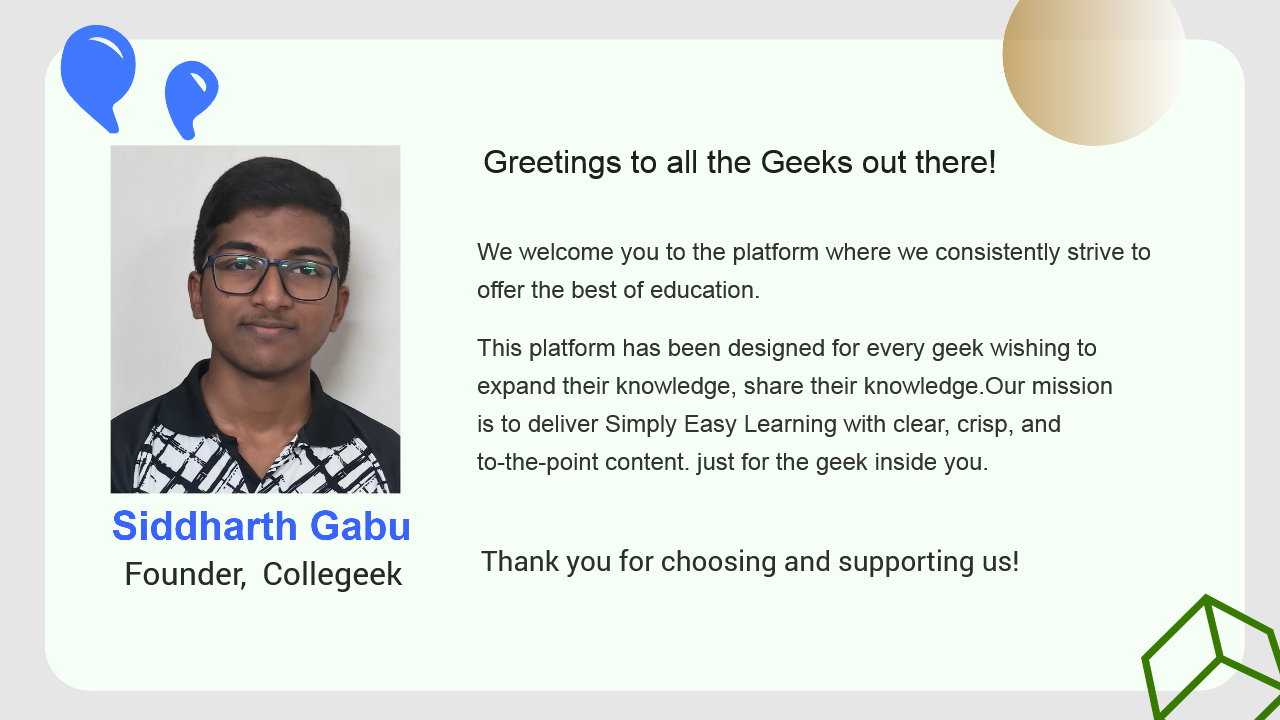 Greetings to all the Geeks out there!
We welcome you to the platform where we consistently strive to
offer the best of education.
This platform has been designed for every geek wishing to
expand their knowledge, share their knowledge.Our mission
is to deliver Simply Easy Learning with clear, crisp, and
to-the-point content. just for the geek inside you.
Siddharth Gabu
Founder, Collegeek
Thank you for choosing and supporting us!